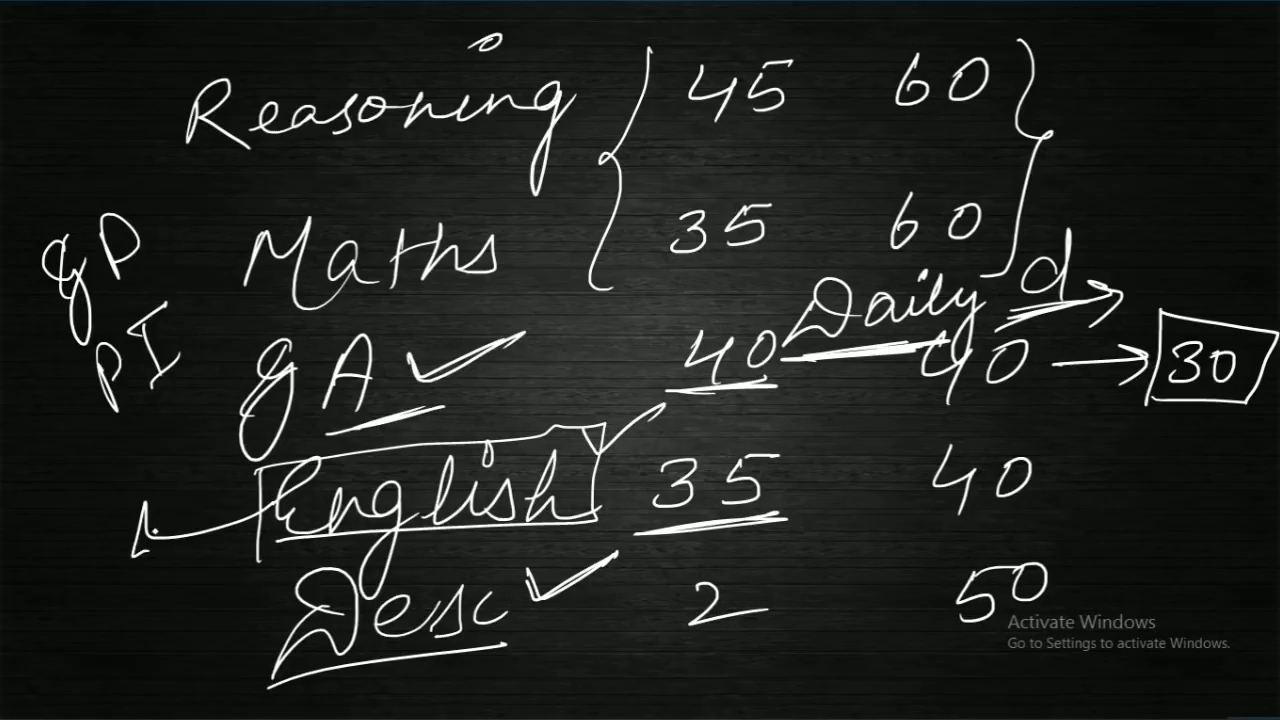 Reasoning 45 60
Maths 35 60
GD
PI
Daily d
GA 40 40 → 30
English 35 40
Desc 2 50
Activate Windows
Go to Settings to activate Windows.